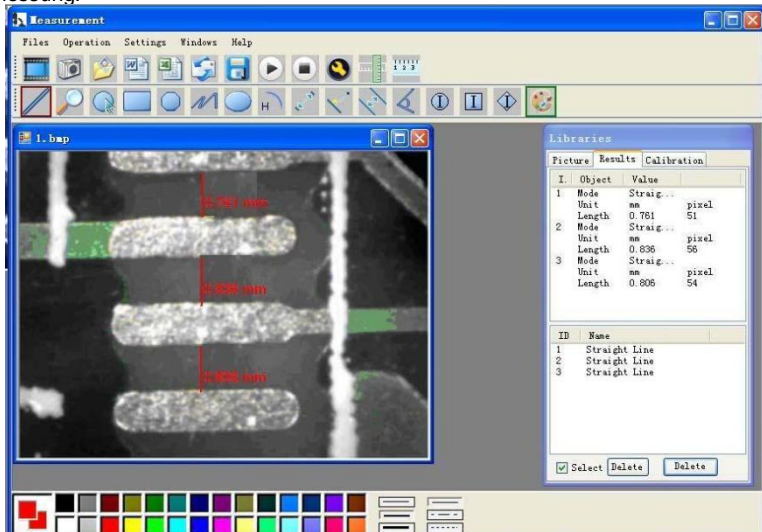 Measurement
Files Operation Settings Windows Help
1 2 3
H
1.bmp
0.761 mm
0.836 mm
Libraries
Picture Results Calibration
I. Object Value
1 Mode Straig...
Unit mm pixel
Length 0.761 51
2 Mode Straig...
Unit mm pixel
Length 0.836 56
3 Mode Straig...
Unit mm pixel
Length 0.806 54
ID Name
1 Straight Line
2 Straight Line
3 Straight Line
Select Delete Delete